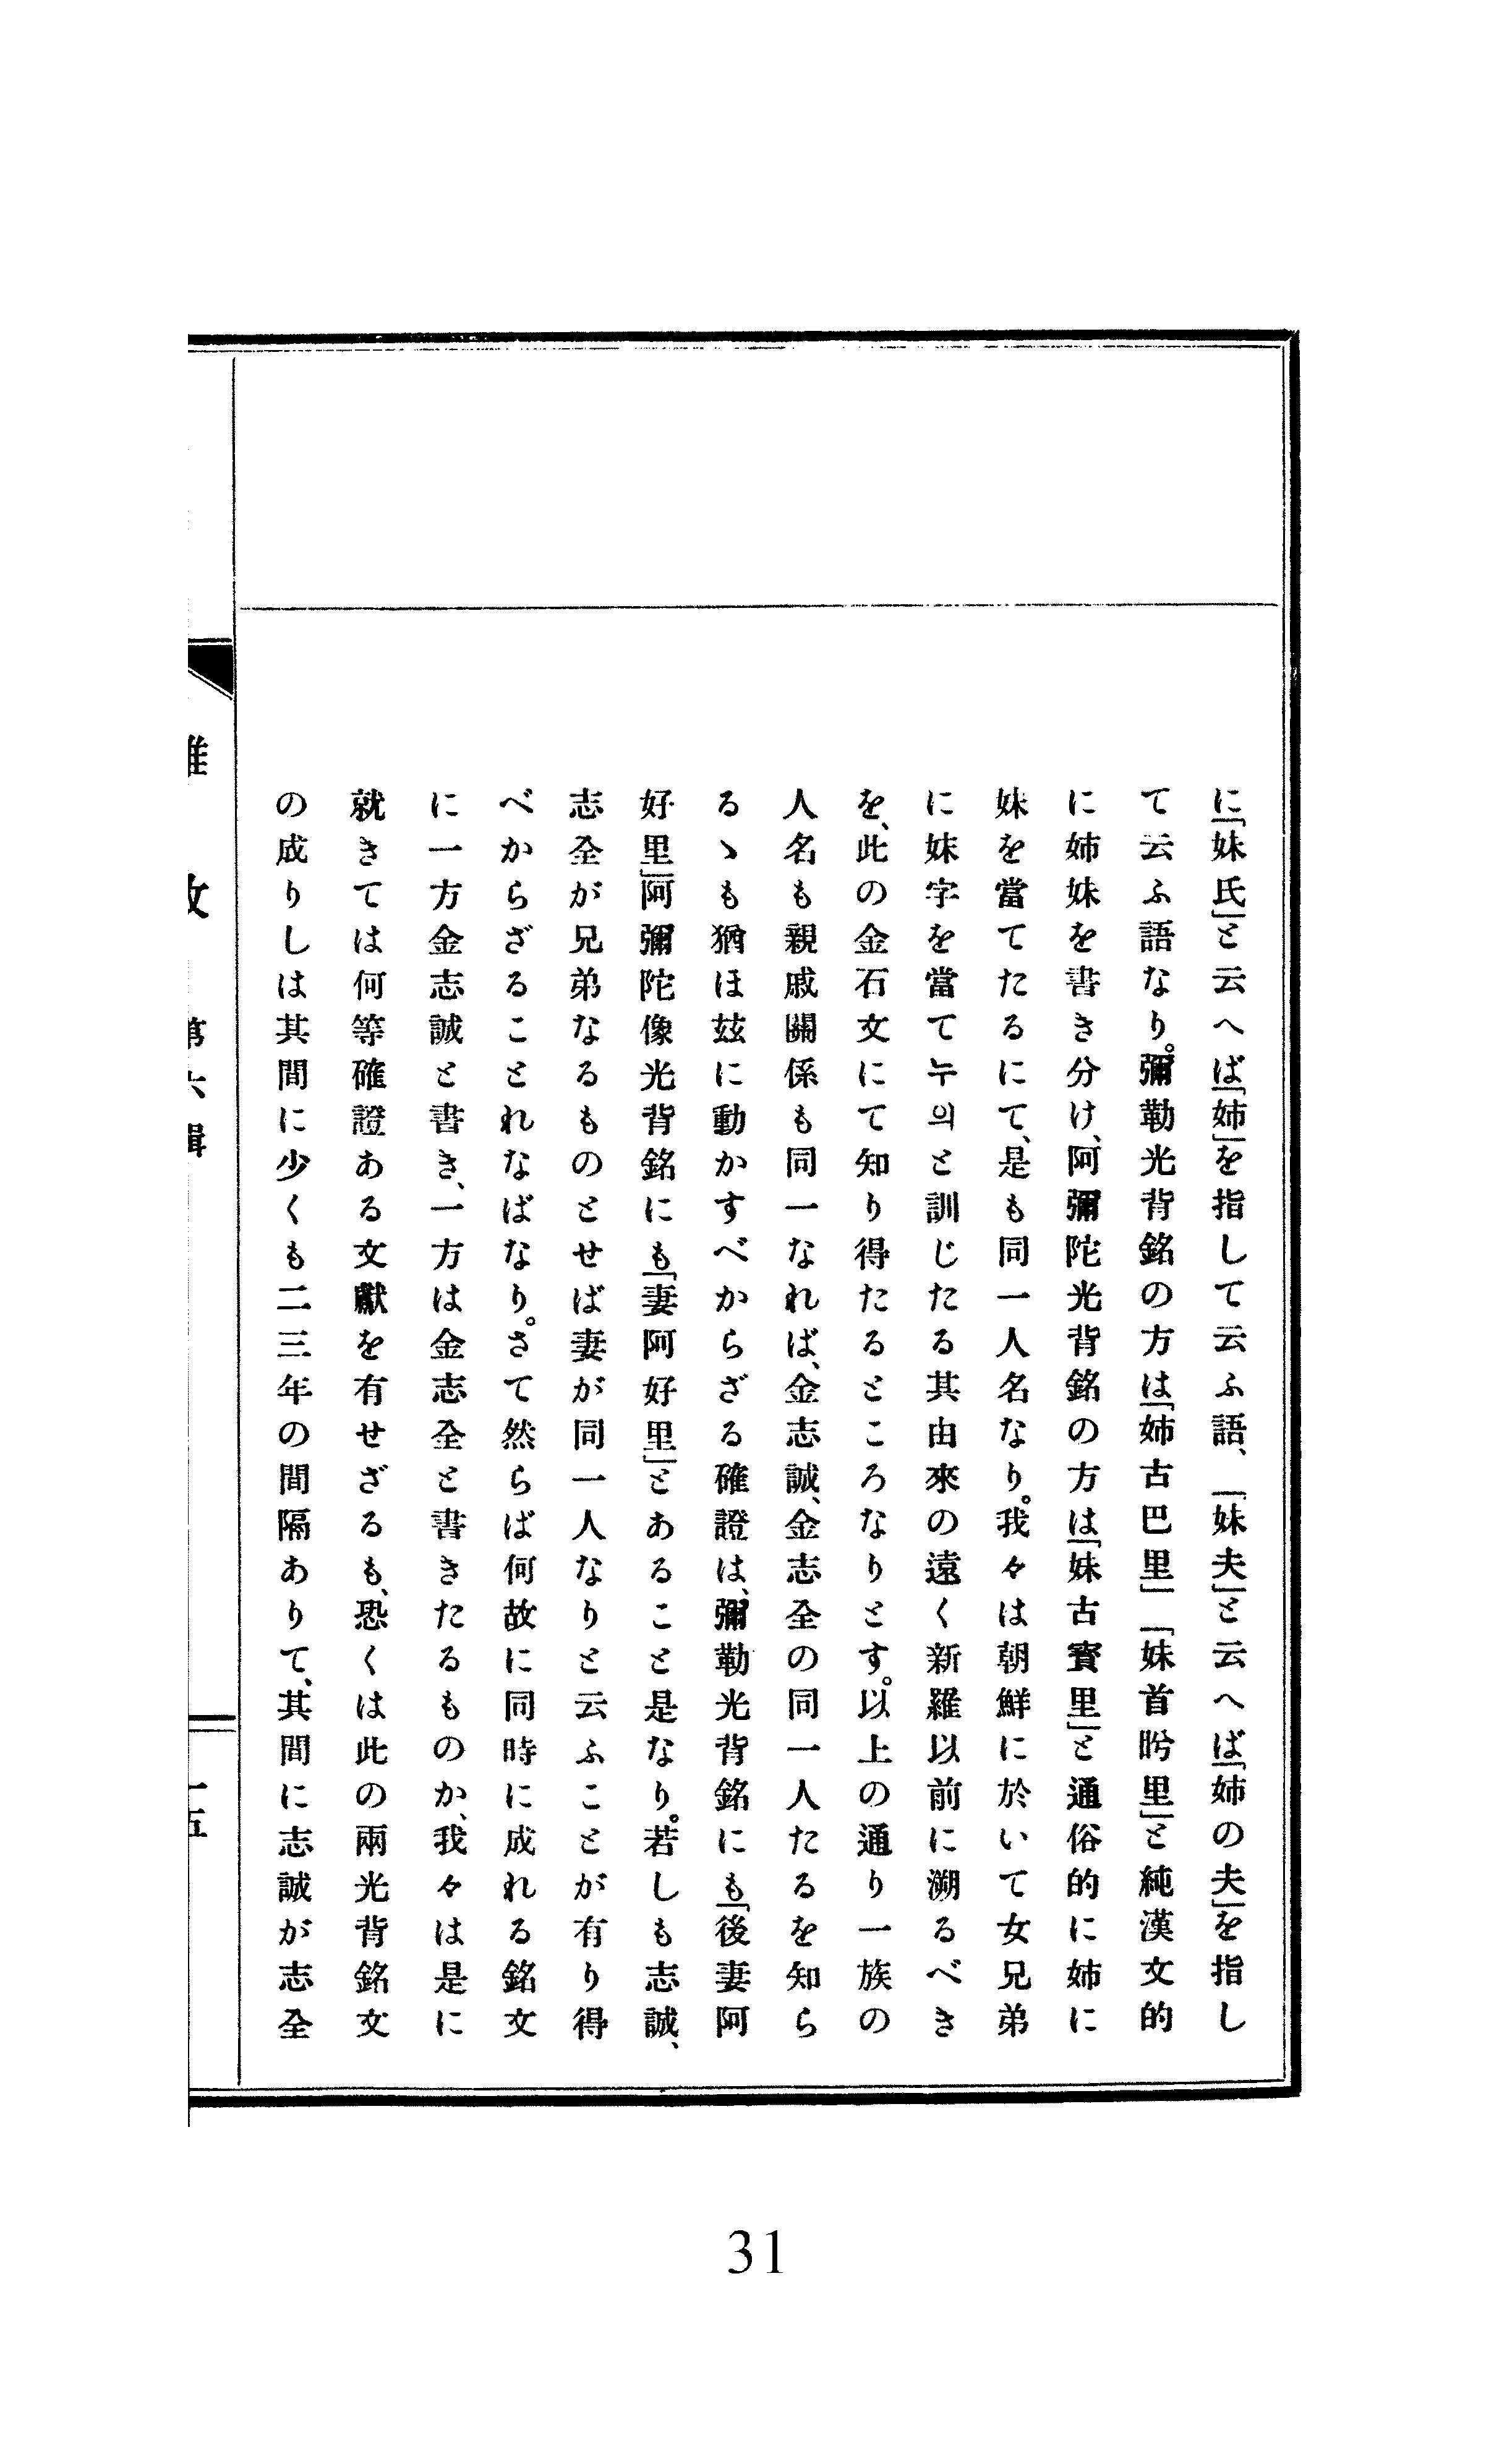 に「妹氏」と云へば「姉」を指して云ふ語、「妹夫」と云へば「姉の夫」を指し
て云ふ語なり。彌勒光背銘の方は「姉古巴里」「妹首肹里」と純漢文的
に姉妹を書き分け、阿彌陀光背銘の方は「妹古寶里」と通俗的に姉に
妹を當てたるにて、是も同一人名なり。我々は朝鮮に於いて女兄弟
に妹字を當て누의と訓じたる其由來の遠く新羅以前に溯るべき
を、此の金石文にて知り得たるところなりとす。以上の通り一族の
人名も親戚關係も同一なれば、金志誠、金志全の同一人たるを知ら
るゝも猶ほ玆に動かすべからざる確證は、彌勒光背銘にも「後妻阿
好里」阿彌陀像光背銘にも「妻阿好里」とあること是なり。若しも志誠、
志全が兄弟なるものとせば妻が同一人なりと云ふことが有り得
べからざることとれなばなり。さて然らば何故に同時に成れる銘文
に一方金志誠と書き、一方は金志全と書きたるものか、我々は是に
就きては何等確證ある文獻を有せざるも、恐くは此の兩光背銘文
の成りしは其間に少くも二三年の間隔ありて、其間に志誠が志全
第六輯
十五
31